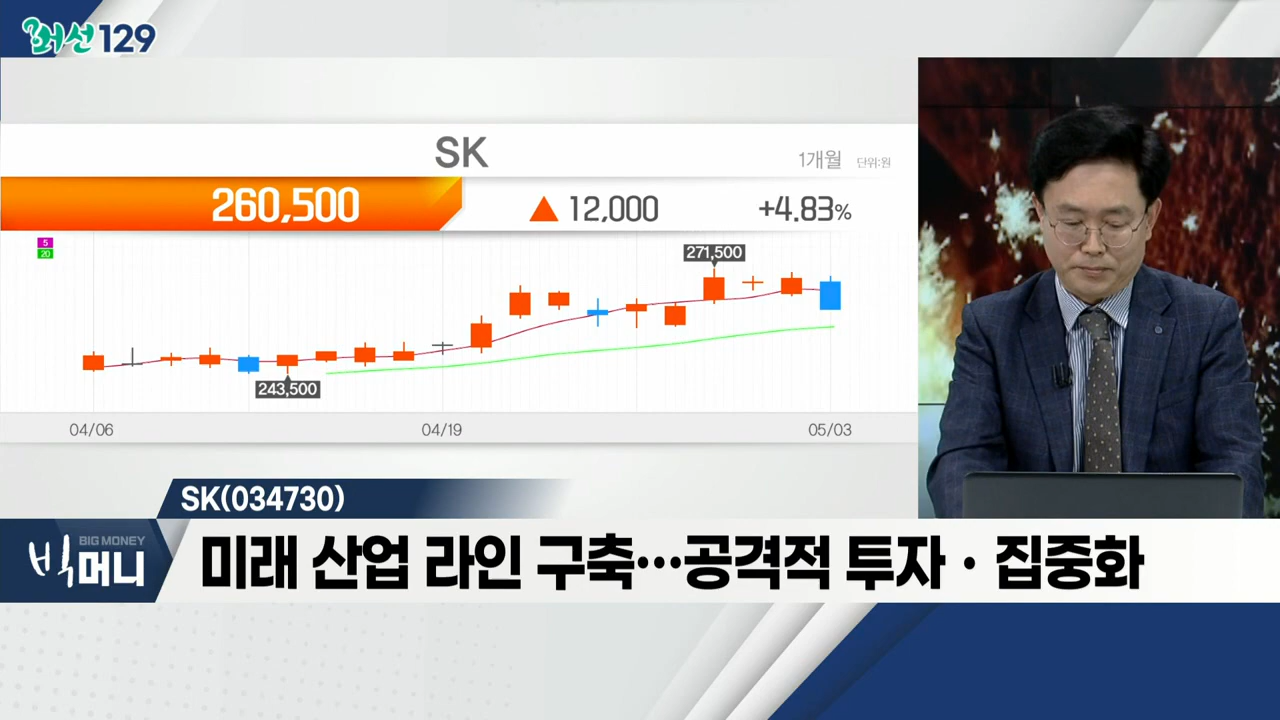 머선129
SK
1개월 단위:원
260,500 ▲ 12,000 +4.83%
5
20
271,500
243,500
04/06 04/19 05/03
SK(034730)
BIG MONEY
빅머니
미래 산업 라인 구축…공격적 투자·집중화